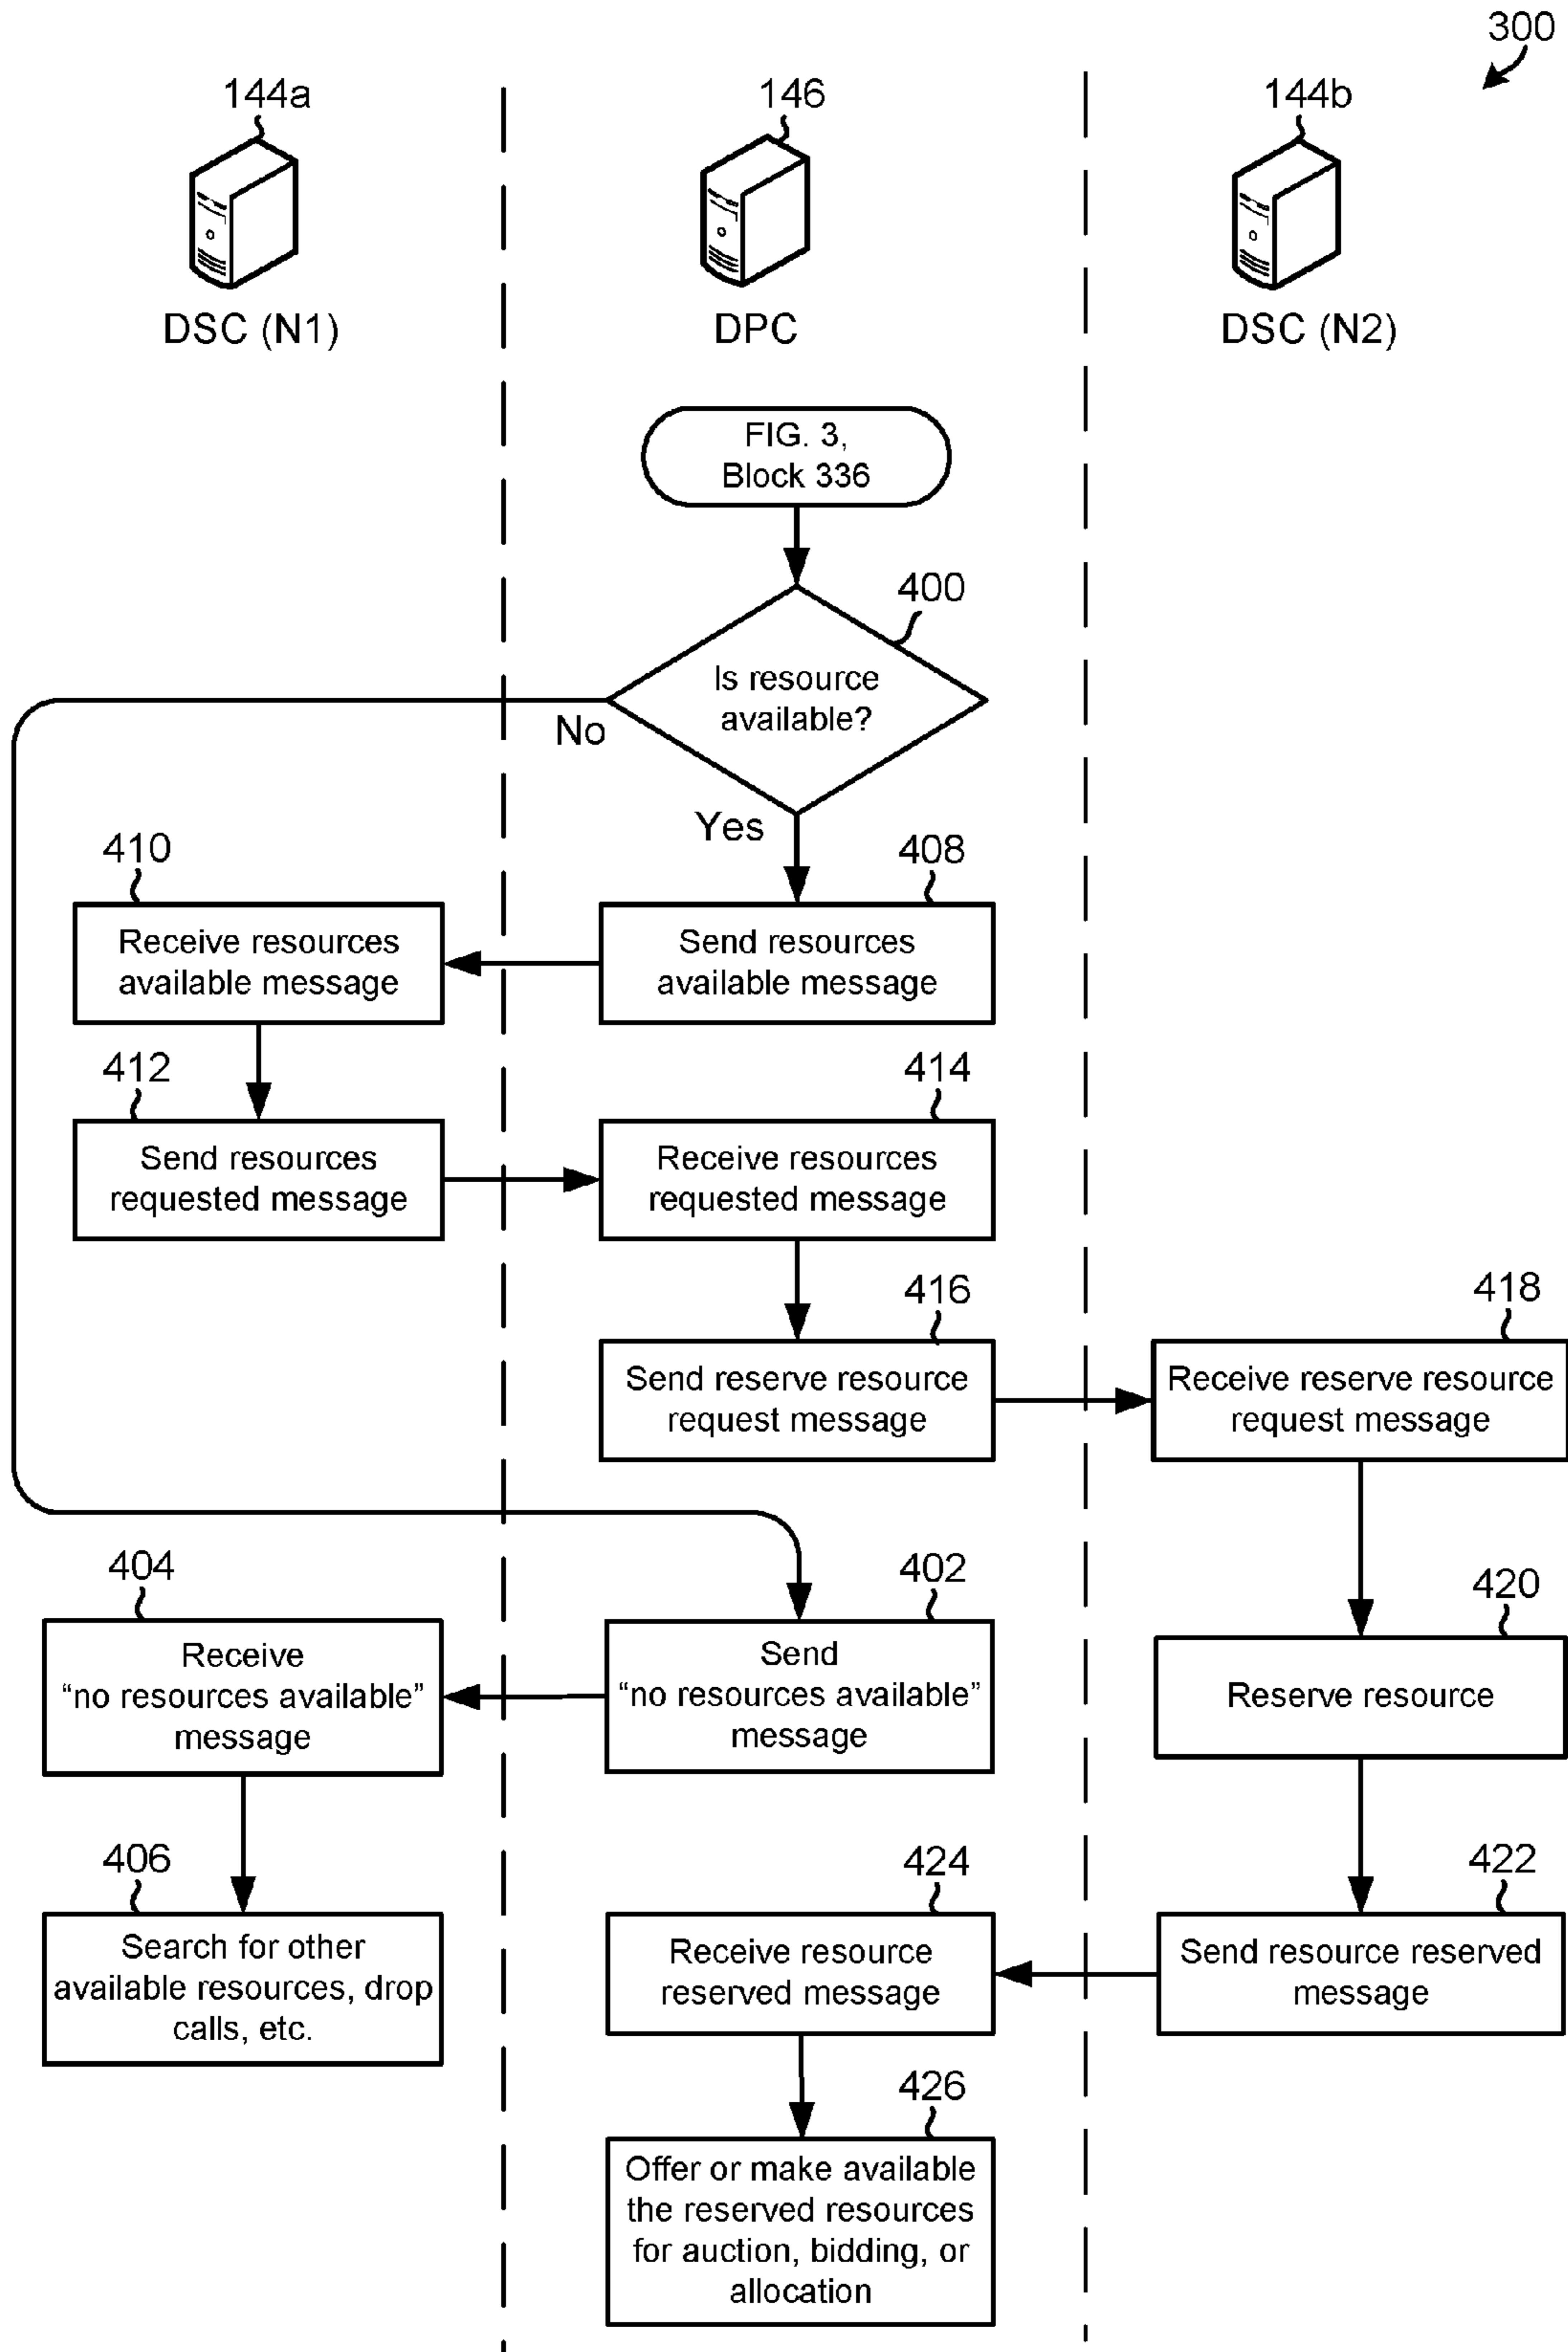 300
144a
146
144b
DSC (N1)
DPC
DSC (N2)
FIG. 3,
Block 336
400
Is resource
available?
No
Yes
410
408
Receive resources
available message
Send resources
available message
412
414
Send resources
requested message
Receive resources
requested message
416
418
Send reserve resource
request message
Receive reserve resource
request message
404
402
420
Receive
“no resources available”
message
Send
“no resources available”
message
Reserve resource
406
424
422
Search for other
available resources, drop
calls, etc.
Receive resource
reserved message
Send resource reserved
message
426
Offer or make available
the reserved resources
for auction, bidding, or
allocation